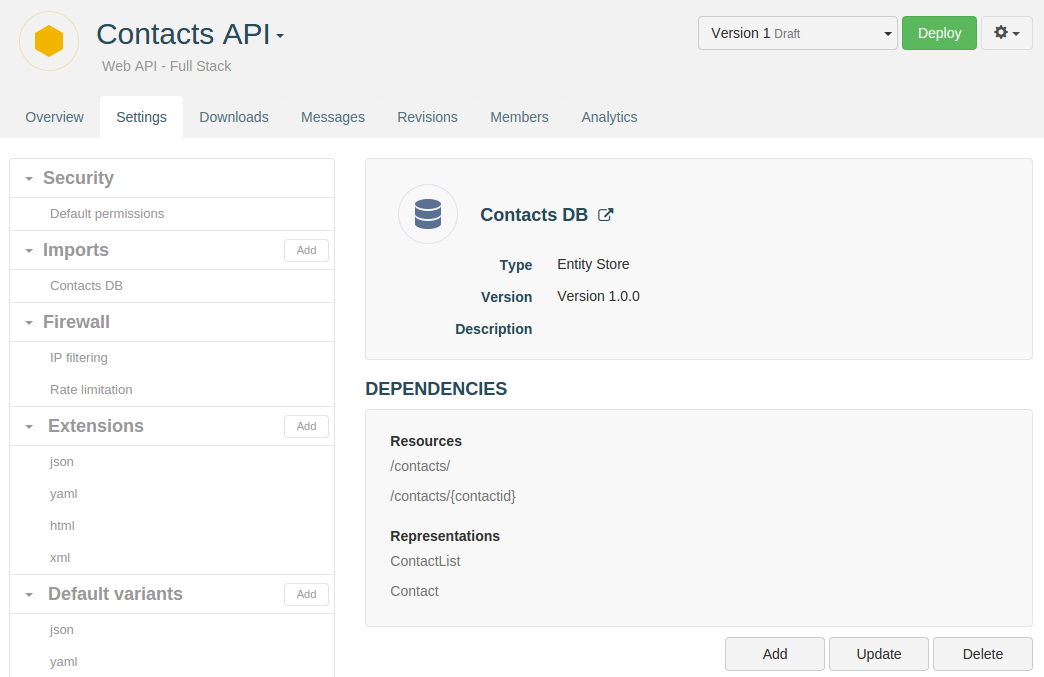 Contacts API
Web API - Full Stack
Version 1 Draft
Deploy
Overview
Settings
Downloads
Messages
Revisions
Members
Analytics
Security
Default permissions
Imports
Add
Contacts DB
Firewall
IP filtering
Rate limitation
Extensions
Add
json
yaml
html
xml
Default variants
Add
json
yaml
Contacts DB
Type Entity Store
Version Version 1.0.0
Description
DEPENDENCIES
Resources
/contacts/
/contacts/{contactid}
Representations
ContactList
Contact
Add
Update
Delete